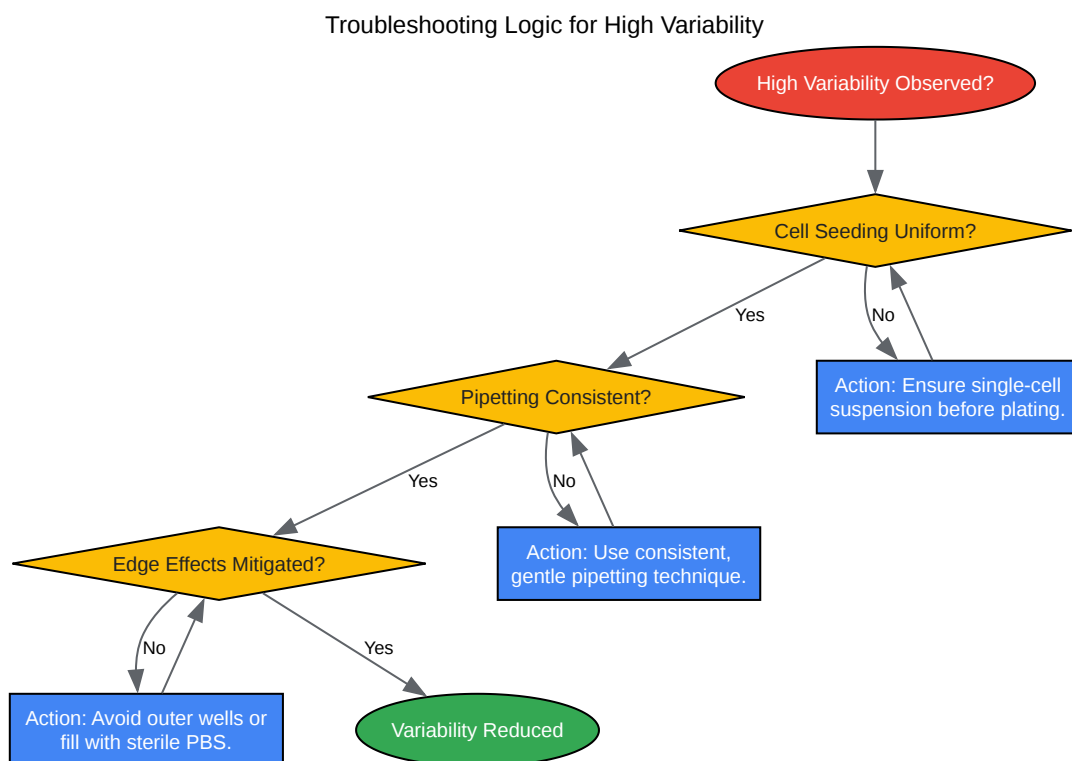 Troubleshooting Logic for High Variability
High Variability Observed?
Cell Seeding Uniform?
Yes
No
Action: Ensure single-cell
suspension before plating.
Pipetting Consistent?
Yes
No
Action: Use consistent,
gentle pipetting technique.
Edge Effects Mitigated?
No
Yes
Action: Avoid outer wells or
fill with sterile PBS.
Variability Reduced